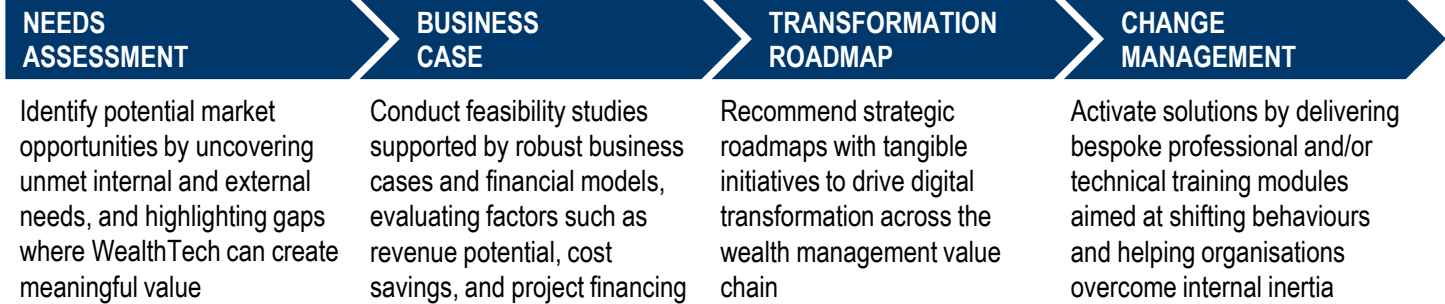 NEEDS
ASSESSMENT
Identify potential market
opportunities by uncovering
unmet internal and external
needs, and highlighting gaps
where WealthTech can create
meaningful value
BUSINESS
CASE
Conduct feasibility studies
supported by robust business
cases and financial models,
evaluating factors such as
revenue potential, cost
savings, and project financing
TRANSFORMATION
ROADMAP
Recommend strategic
roadmaps with tangible
initiatives to drive digital
transformation across the
wealth management value
chain
CHANGE
MANAGEMENT
Activate solutions by delivering
bespoke professional and/or
technical training modules
aimed at shifting behaviours
and helping organisations
overcome internal inertia